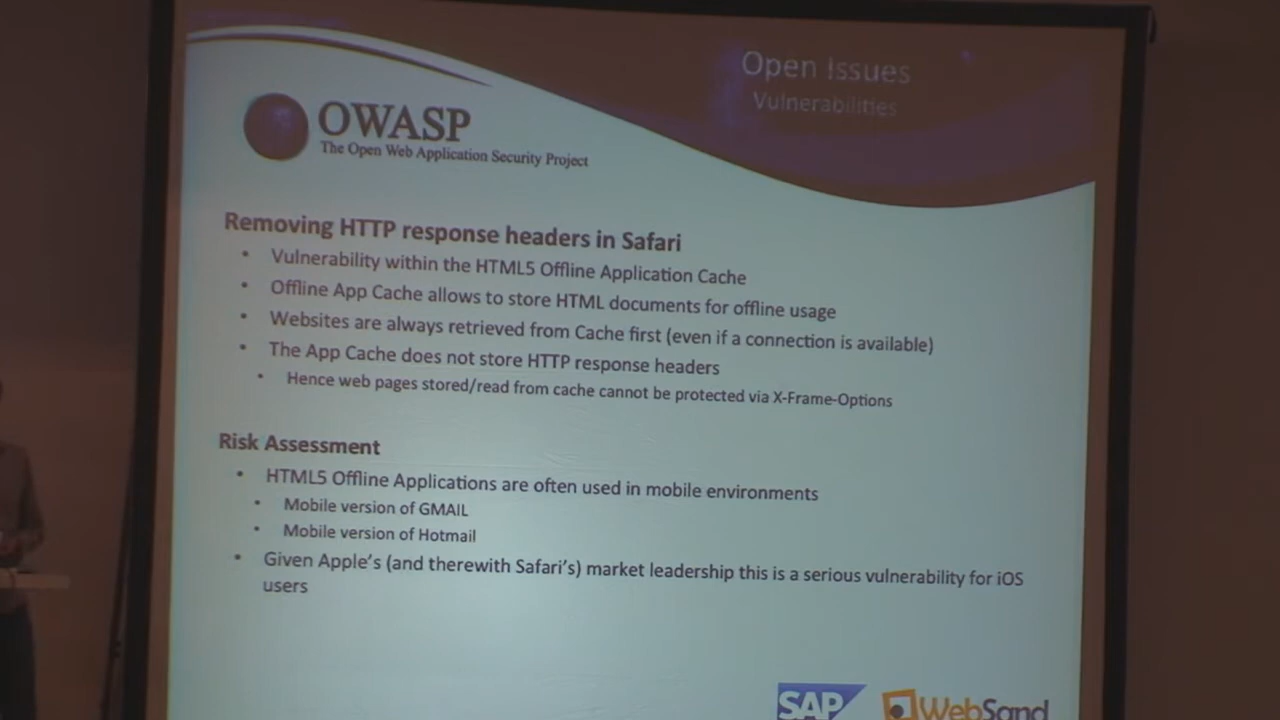 Open Issues
Vulnerabilities
OWASP
The Open Web Application Security Project
Removing HTTP response headers in Safari
• Vulnerability within the HTML5 Offline Application Cache
• Offline App Cache allows to store HTML documents for offline usage
• Websites are always retrieved from Cache first (even if a connection is available)
• The App Cache does not store HTTP response headers
• Hence web pages stored/read from cache cannot be protected via X-Frame-Options
Risk Assessment
• HTML5 Offline Applications are often used in mobile environments
• Mobile version of GMAIL
• Mobile version of Hotmail
• Given Apple's (and therewith Safari's) market leadership this is a serious vulnerability for iOS
users
SAP WebSand